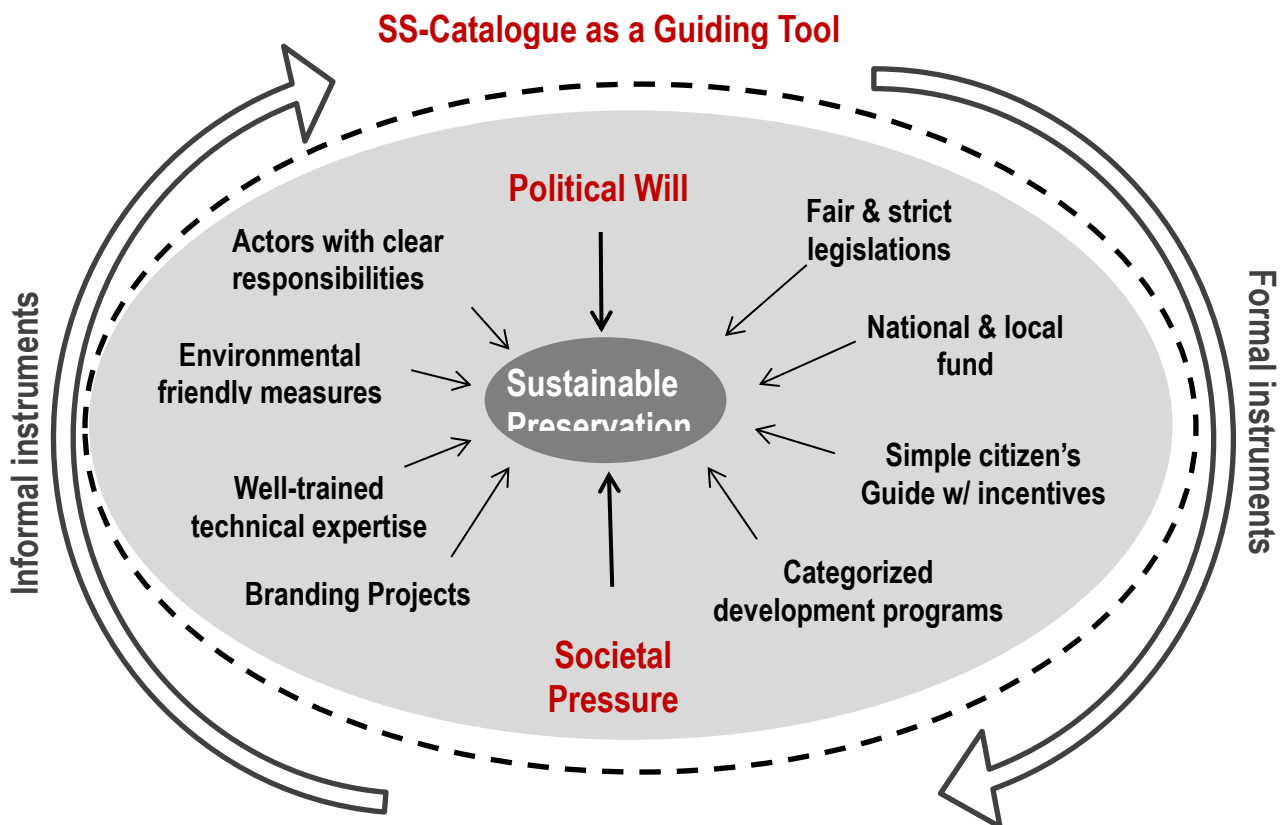 SS-Catalogue as a Guiding Tool
Political Will
Fair & strict
legislations
Actors with clear
responsibilities
National & local
fund
Environmental
friendly measures
Sustainable
Preservation
Simple citizen’s
Guide w/ incentives
Well-trained
technical expertise
Branding Projects
Categorized
development programs
Societal
Pressure
Informal instruments
Formal instruments